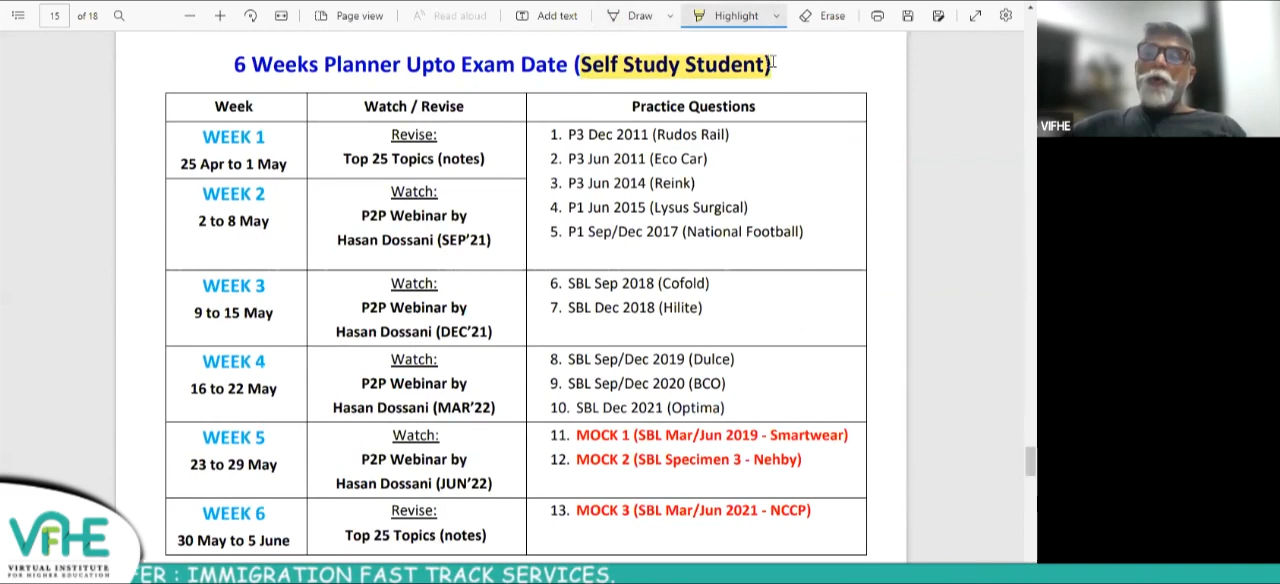 15 of 18
Page view
Read aloud
Add text
Draw
Highlight
Erase
VIFHE
6 Weeks Planner Upto Exam Date (Self Study Student)
Week
Watch / Revise
Practice Questions
WEEK 1
25 Apr to 1 May
Revise:
Top 25 Topics (notes)
1. P3 Dec 2011 (Rudos Rail)
2. P3 Jun 2011 (Eco Car)
3. P3 Jun 2014 (Reink)
4. P1 Jun 2015 (Lysus Surgical)
5. P1 Sep/Dec 2017 (National Football)
WEEK 2
2 to 8 May
Watch:
P2P Webinar by
Hasan Dossani (SEP’21)
WEEK 3
9 to 15 May
Watch:
P2P Webinar by
Hasan Dossani (DEC’21)
6. SBL Sep 2018 (Cofold)
7. SBL Dec 2018 (Hilite)
WEEK 4
16 to 22 May
Watch:
P2P Webinar by
Hasan Dossani (MAR’22)
8. SBL Sep/Dec 2019 (Dulce)
9. SBL Sep/Dec 2020 (BCO)
10. SBL Dec 2021 (Optima)
WEEK 5
23 to 29 May
Watch:
P2P Webinar by
Hasan Dossani (JUN’22)
11. MOCK 1 (SBL Mar/Jun 2019 - Smartwear)
12. MOCK 2 (SBL Specimen 3 - Nehby)
WEEK 6
30 May to 5 June
Revise:
Top 25 Topics (notes)
13. MOCK 3 (SBL Mar/Jun 2021 - NCCP)
VIFHE
VIRTUAL INSTITUTE
FOR HIGHER EDUCATION
FER : IMMIGRATION FAST TRACK SERVICES.